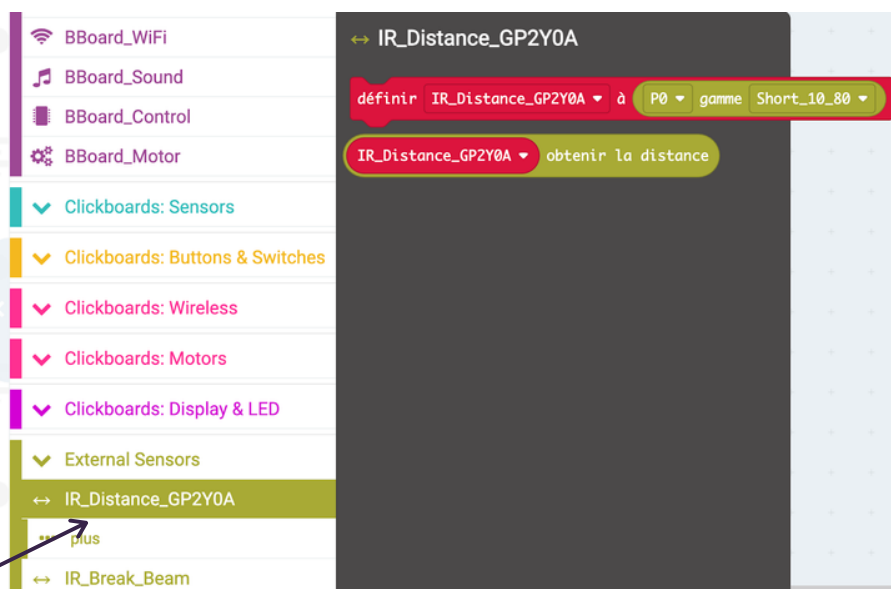 BBoard_WiFi
BBoard_Sound
BBoard_Control
BBoard_Motor
Clickboards: Sensors
Clickboards: Buttons & Switches
Clickboards: Wireless
Clickboards: Motors
Clickboards: Display & LED
External Sensors
IR_Distance_GP2Y0A
plus
IR_Break_Beam
IR_Distance_GP2Y0A
définir IR_Distance_GP2Y0A à P0 gamme Short_10_80
IR_Distance_GP2Y0A obtenir la distance